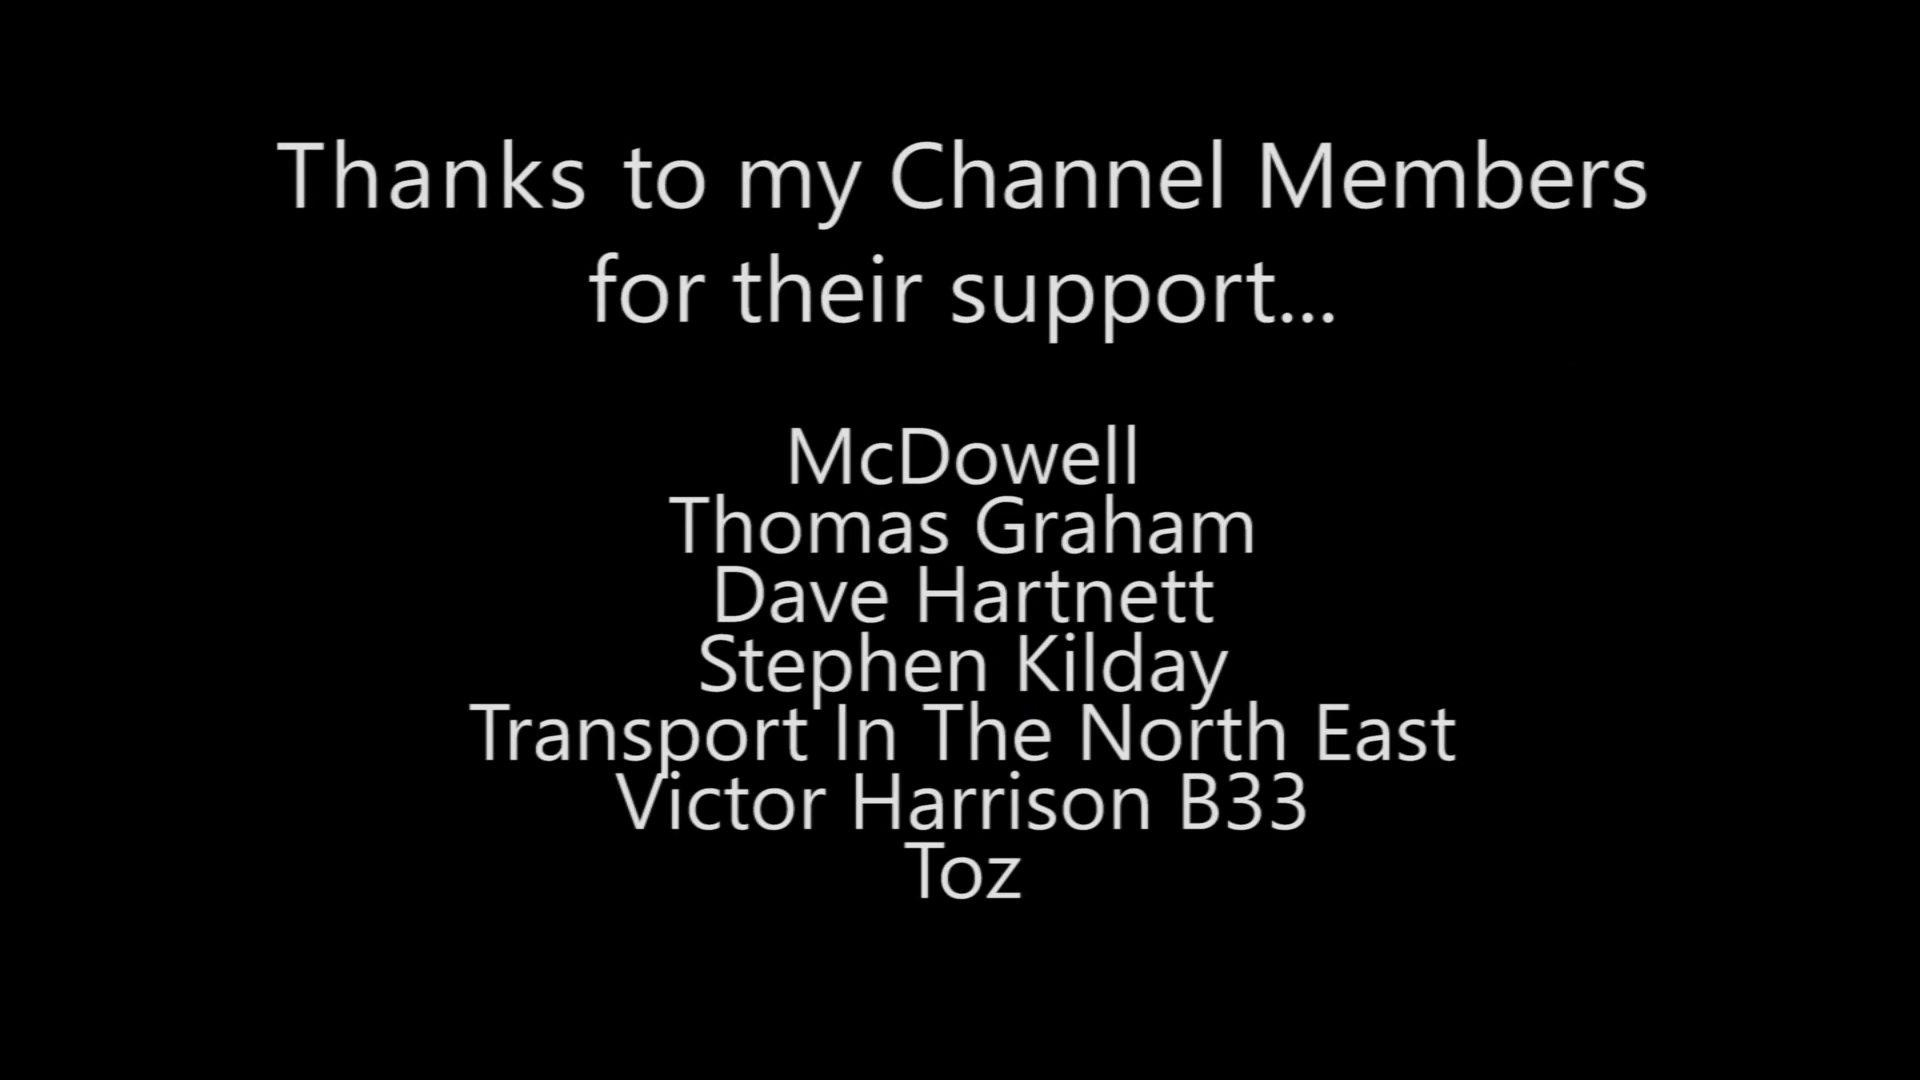 Thanks to my Channel Members
for their support...
McDowell
Thomas Graham
Dave Hartnett
Stephen Kilday
Transport In The North East
Victor Harrison B33
Toz